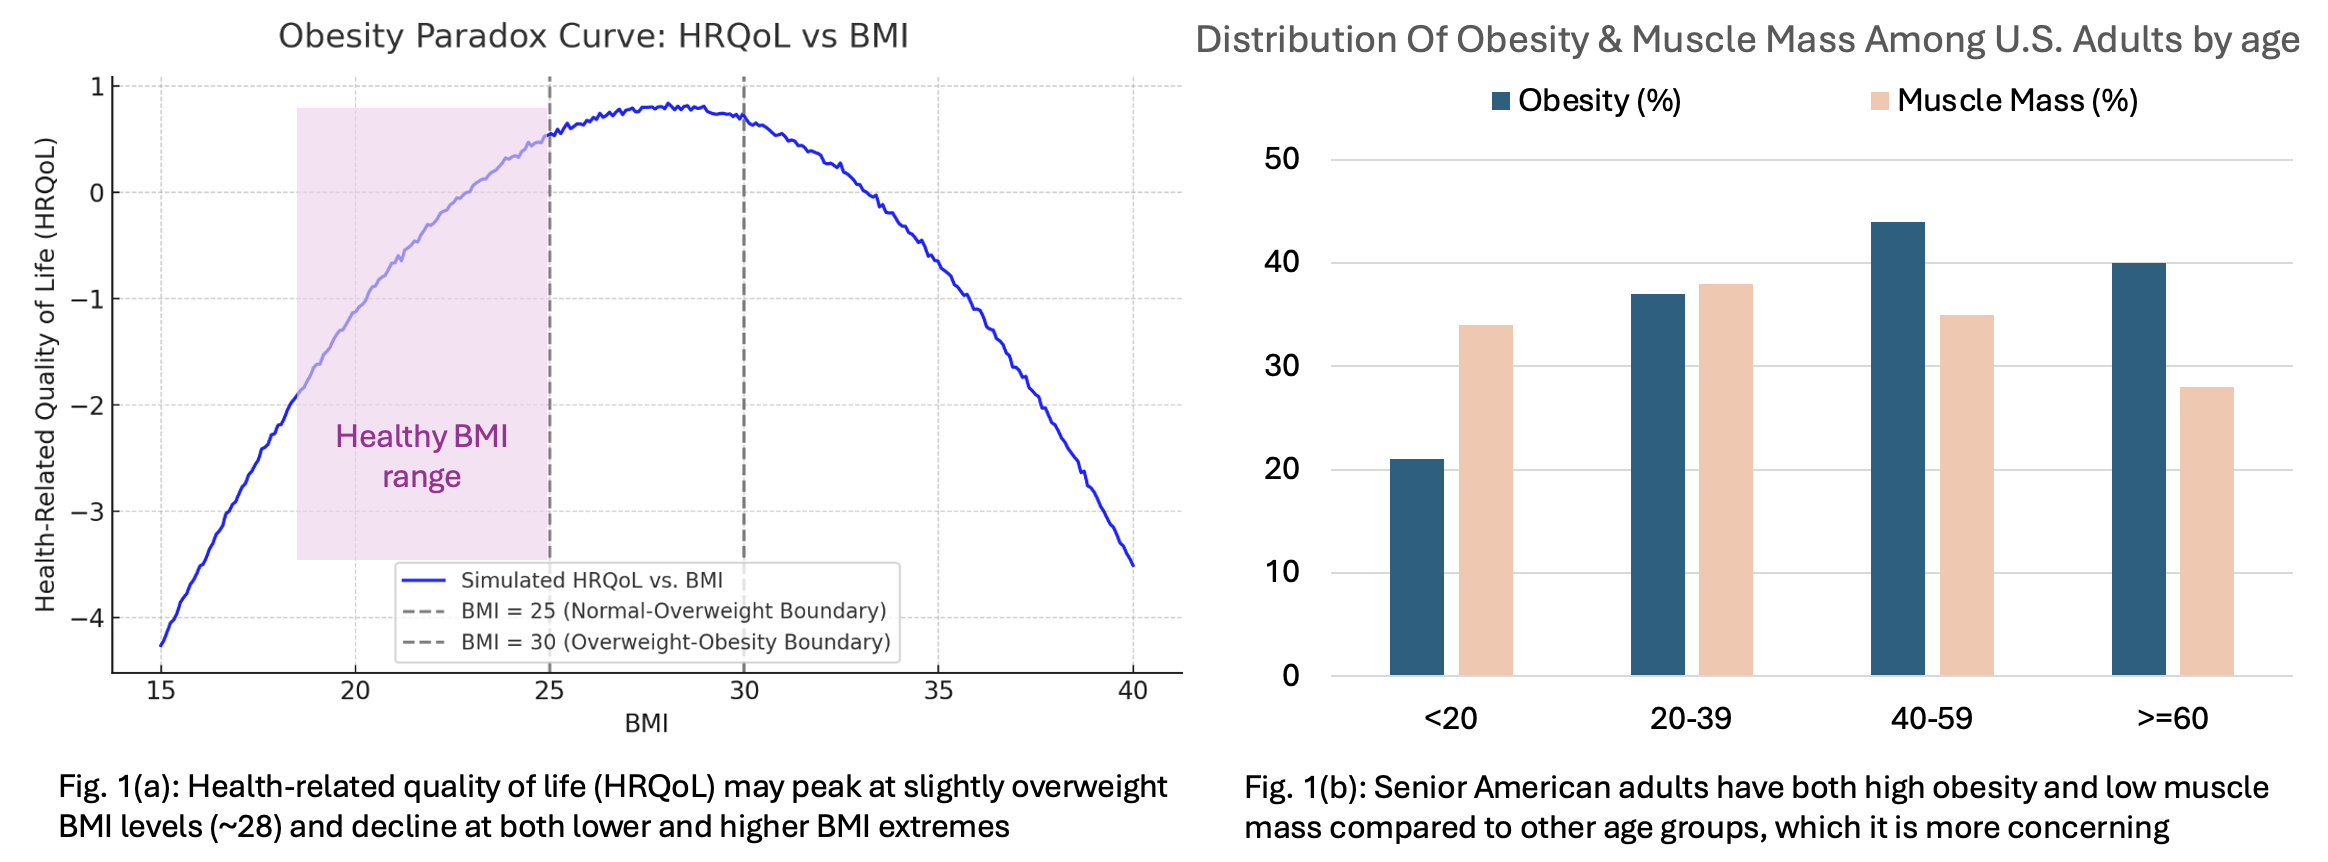 Obesity Paradox Curve: HRQoL vs BMI
Health-Related Quality of Life (HRQoL)
1
0
−1
−2
−3
−4
Healthy BMI
range
Simulated HRQoL vs. BMI
BMI = 25 (Normal-Overweight Boundary)
BMI = 30 (Overweight-Obesity Boundary)
15 20 25 30 35 40
BMI
Fig. 1(a): Health-related quality of life (HRQoL) may peak at slightly overweight
BMI levels (~28) and decline at both lower and higher BMI extremes
Distribution Of Obesity & Muscle Mass Among U.S. Adults by age
Obesity (%) Muscle Mass (%)
50
40
30
20
10
0
<20 20-39 40-59 >=60
Fig. 1(b): Senior American adults have both high obesity and low muscle
mass compared to other age groups, which it is more concerning